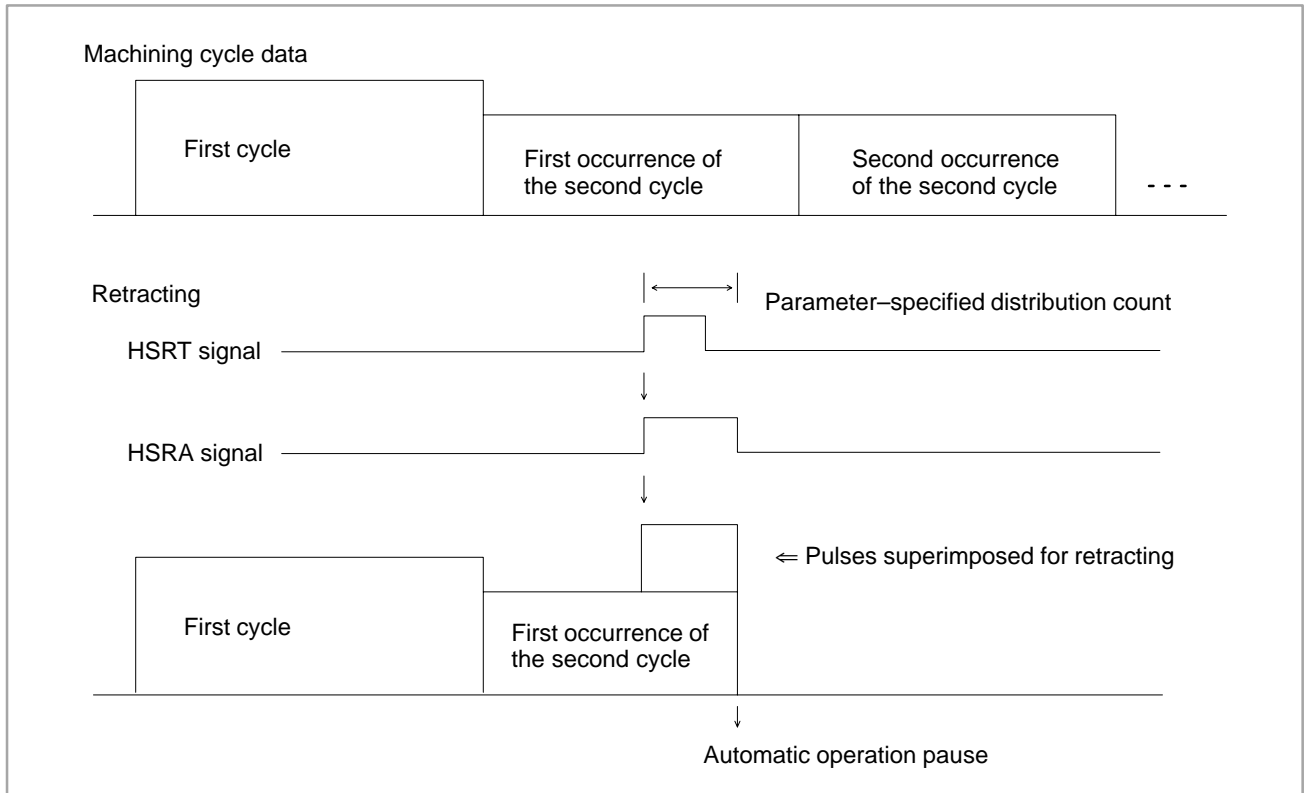 Machining cycle data
First cycle
First occurrence of
the second cycle
Second occurrence
of the second cycle
- - -
Retracting
Parameter–specified distribution count
HSRT signal
HSRA signal
⇐ Pulses superimposed for retracting
First cycle
First occurrence of
the second cycle
Automatic operation pause